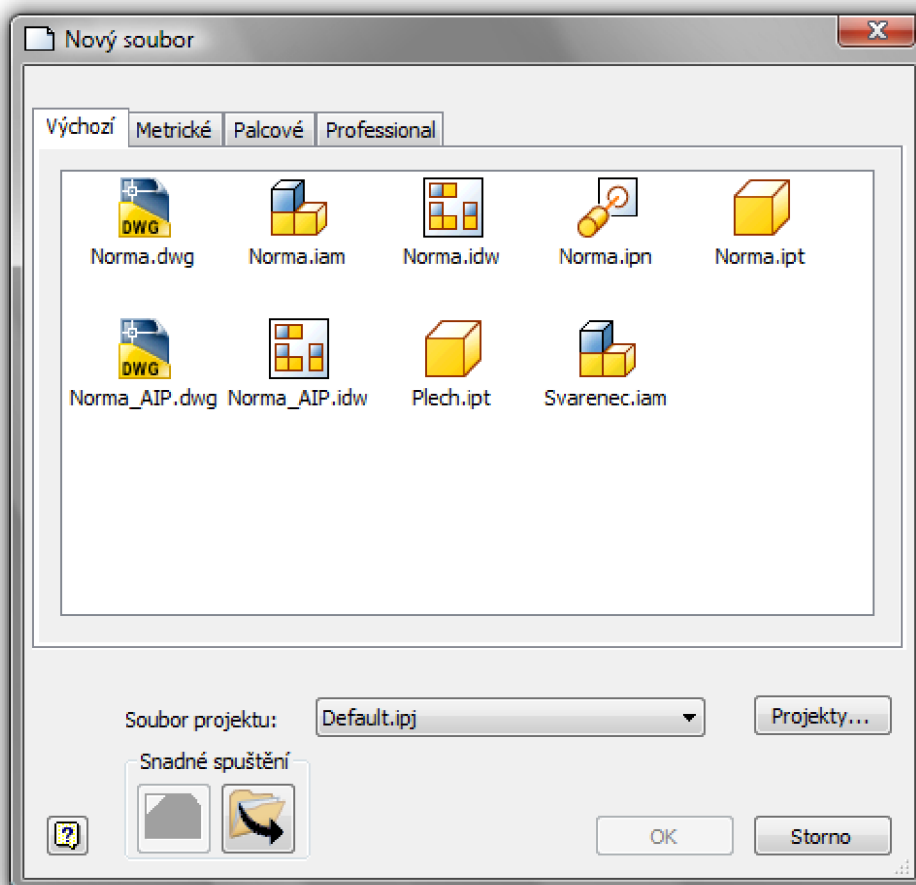 Nový soubor
Výchozí Metrické Palcové Professional
DWG
Norma.dwg Norma.iam Norma.idw Norma.ipn Norma.ipt
DWG
Norma_AIP.dwg Norma_AIP.idw Plech.ipt Svarenec.iam
Soubor projektu: Default.ipj Projekty...
Snadné spuštění
? OK Storno